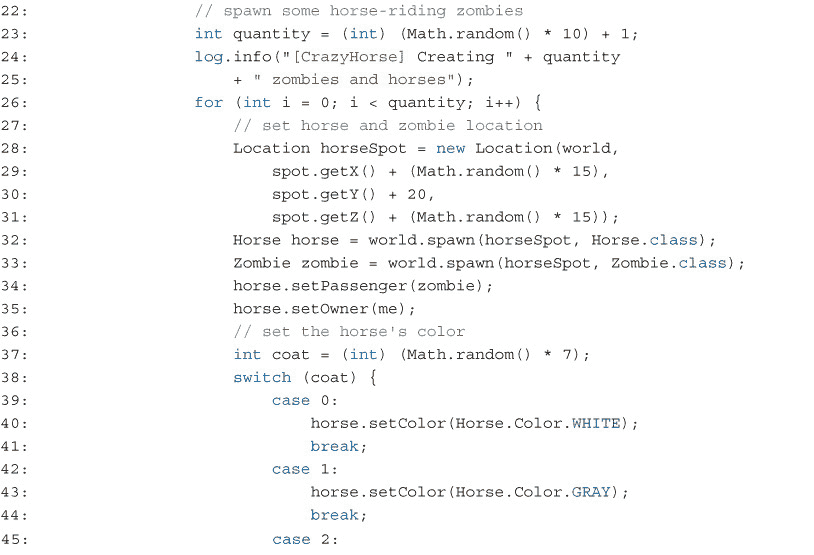 22:                 // spawn some horse-riding zombies
23:                 int quantity = (int) (Math.random() * 10) + 1;
24:                 log.info("[CrazyHorse] Creating " + quantity
25:                     + " zombies and horses");
26:                 for (int i = 0; i < quantity; i++) {
27:                     // set horse and zombie location
28:                     Location horseSpot = new Location(world,
29:                         spot.getX() + (Math.random() * 15),
30:                         spot.getY() + 20,
31:                         spot.getZ() + (Math.random() * 15));
32:                     Horse horse = world.spawn(horseSpot, Horse.class);
33:                     Zombie zombie = world.spawn(horseSpot, Zombie.class);
34:                     horse.setPassenger(zombie);
35:                     horse.setOwner(me);
36:                     // set the horse's color
37:                     int coat = (int) (Math.random() * 7);
38:                     switch (coat) {
39:                         case 0:
40:                             horse.setColor(Horse.Color.WHITE);
41:                             break;
42:                         case 1:
43:                             horse.setColor(Horse.Color.GRAY);
44:                             break;
45:                         case 2: